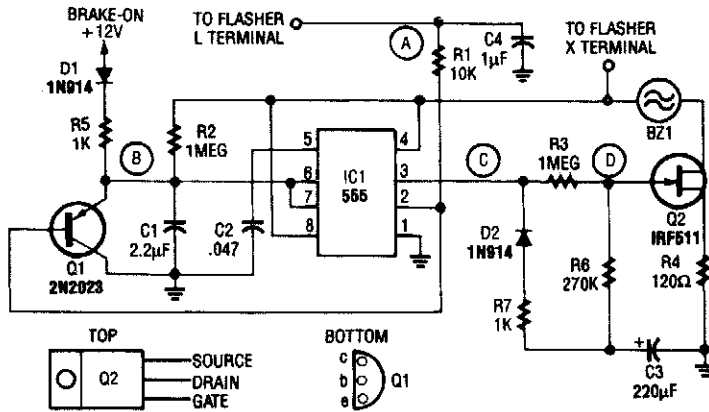 BRAKE-ON
+12V
D1
1N914
R5
1K
B
R2
1MEG
TO FLASHER
L TERMINAL
A
R1
10K
C4
1µF
TO FLASHER
X TERMINAL
BZ1
5
6
7
8
IC1
555
4
3
2
1
C
R3
1MEG
D
Q2
IRF511
Q1
2N2023
C1
2.2µF
C2
.047
D2
1N914
R7
1K
R6
270K
R4
120Ω
+
C3
220µF
TOP
Q2
SOURCE
DRAIN
GATE
BOTTOM
c
b
e
Q1